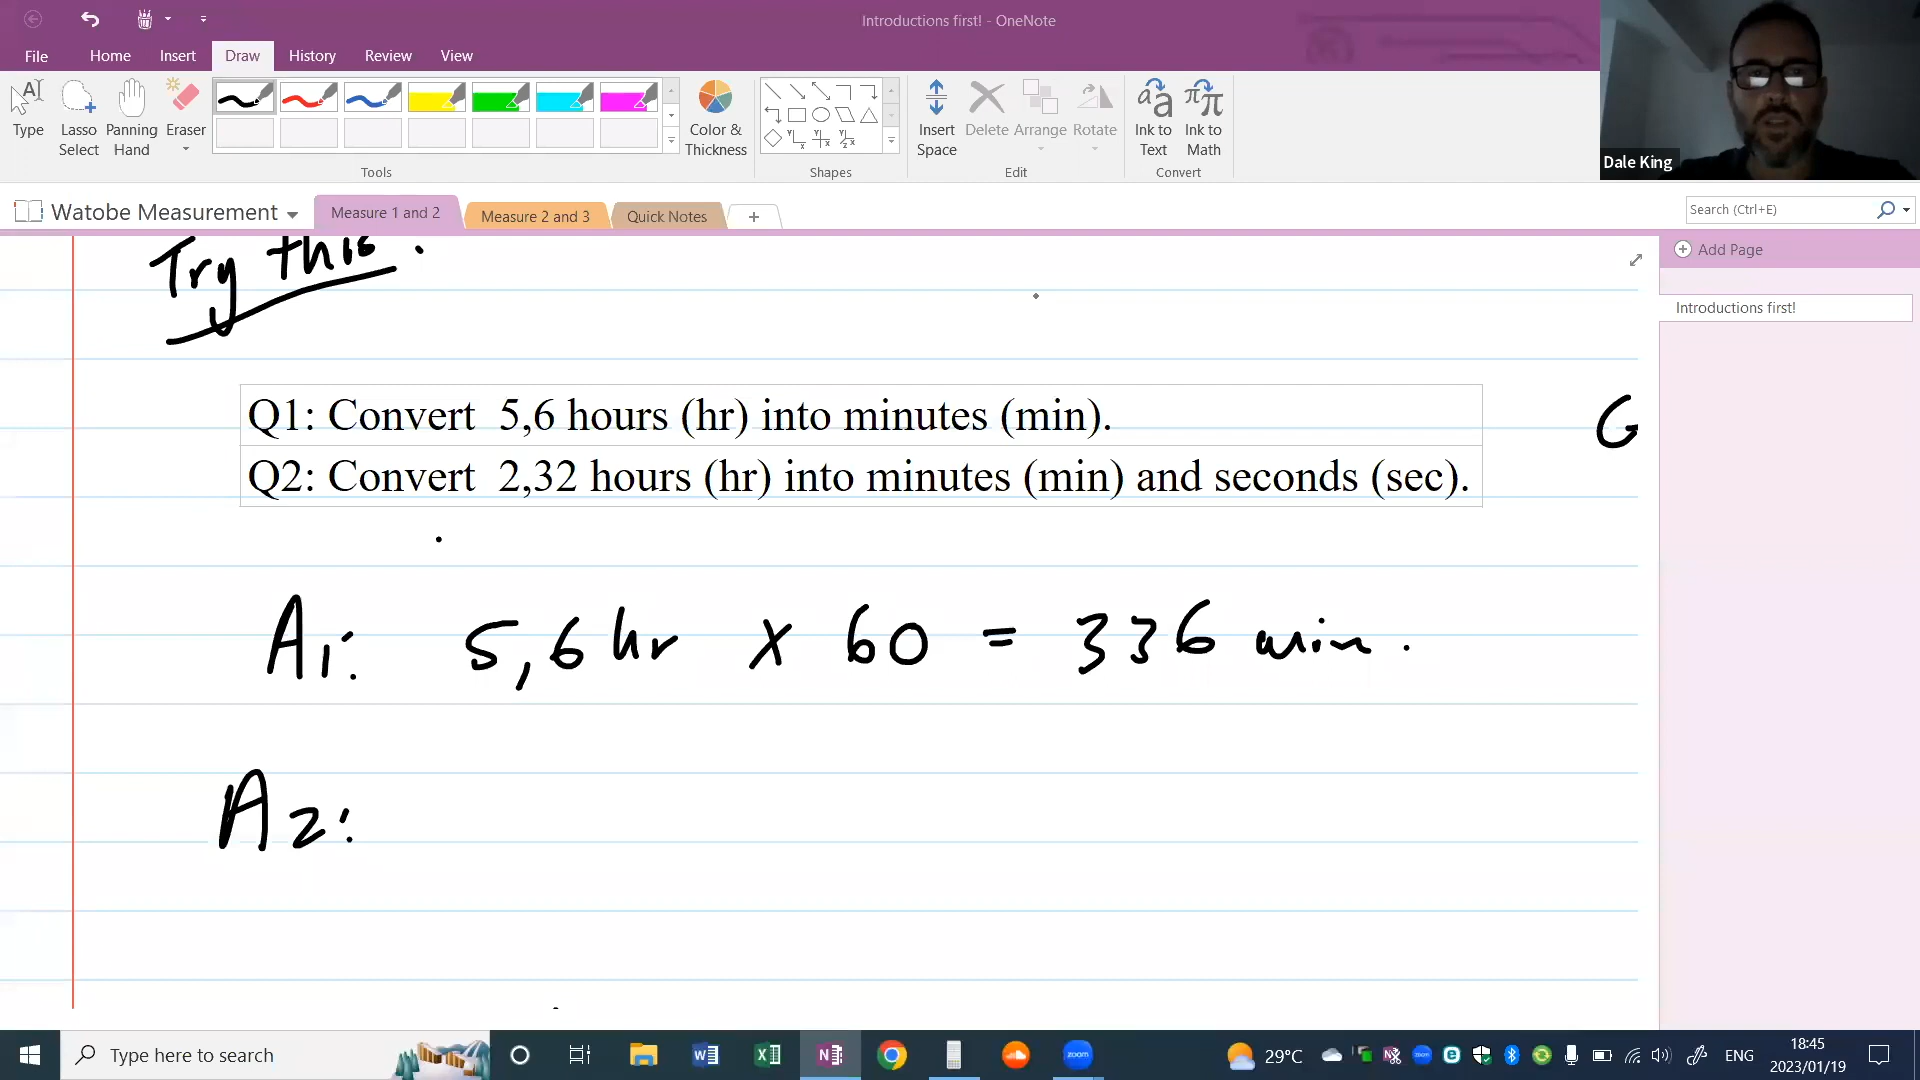 Introductions first! - OneNote
File Home Insert Draw History Review View
Type Lasso Select Panning Hand Eraser Color & Thickness Insert Space Delete Arrange Rotate Ink to Text Ink to Math
Tools Shapes Edit Convert
Dale King
Watobe Measurement Measure 1 and 2 Measure 2 and 3 Quick Notes + Search (Ctrl+E)
Add Page
Introductions first!
Try this.
Q1: Convert 5,6 hours (hr) into minutes (min).
G
Q2: Convert 2,32 hours (hr) into minutes (min) and seconds (sec).
A1: 5,6 hr x 60 = 336 min.
A2:
Type here to search
zoom
29°C
ENG
18:45
2023/01/19